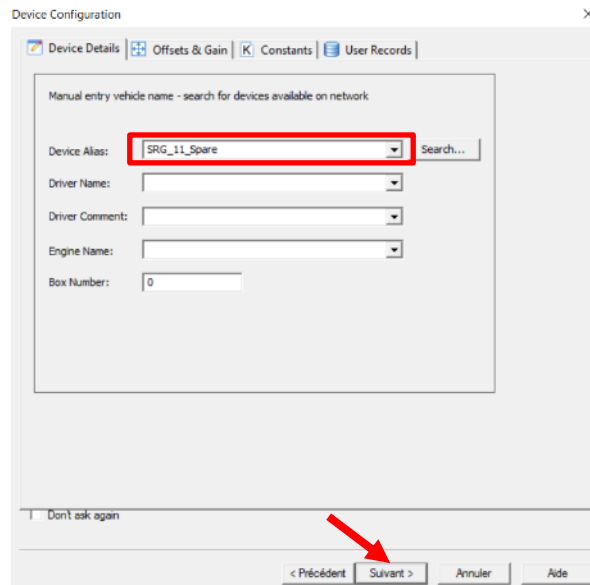 Device Configuration
Device Details Offsets & Gain K Constants User Records
Manual entry vehicle name - search for devices available on network
Device Alias: SRG_11_Spare Search...
Driver Name:
Driver Comment:
Engine Name:
Box Number: 0
Don't ask again
< Précédent Suivant > Annuler Aide